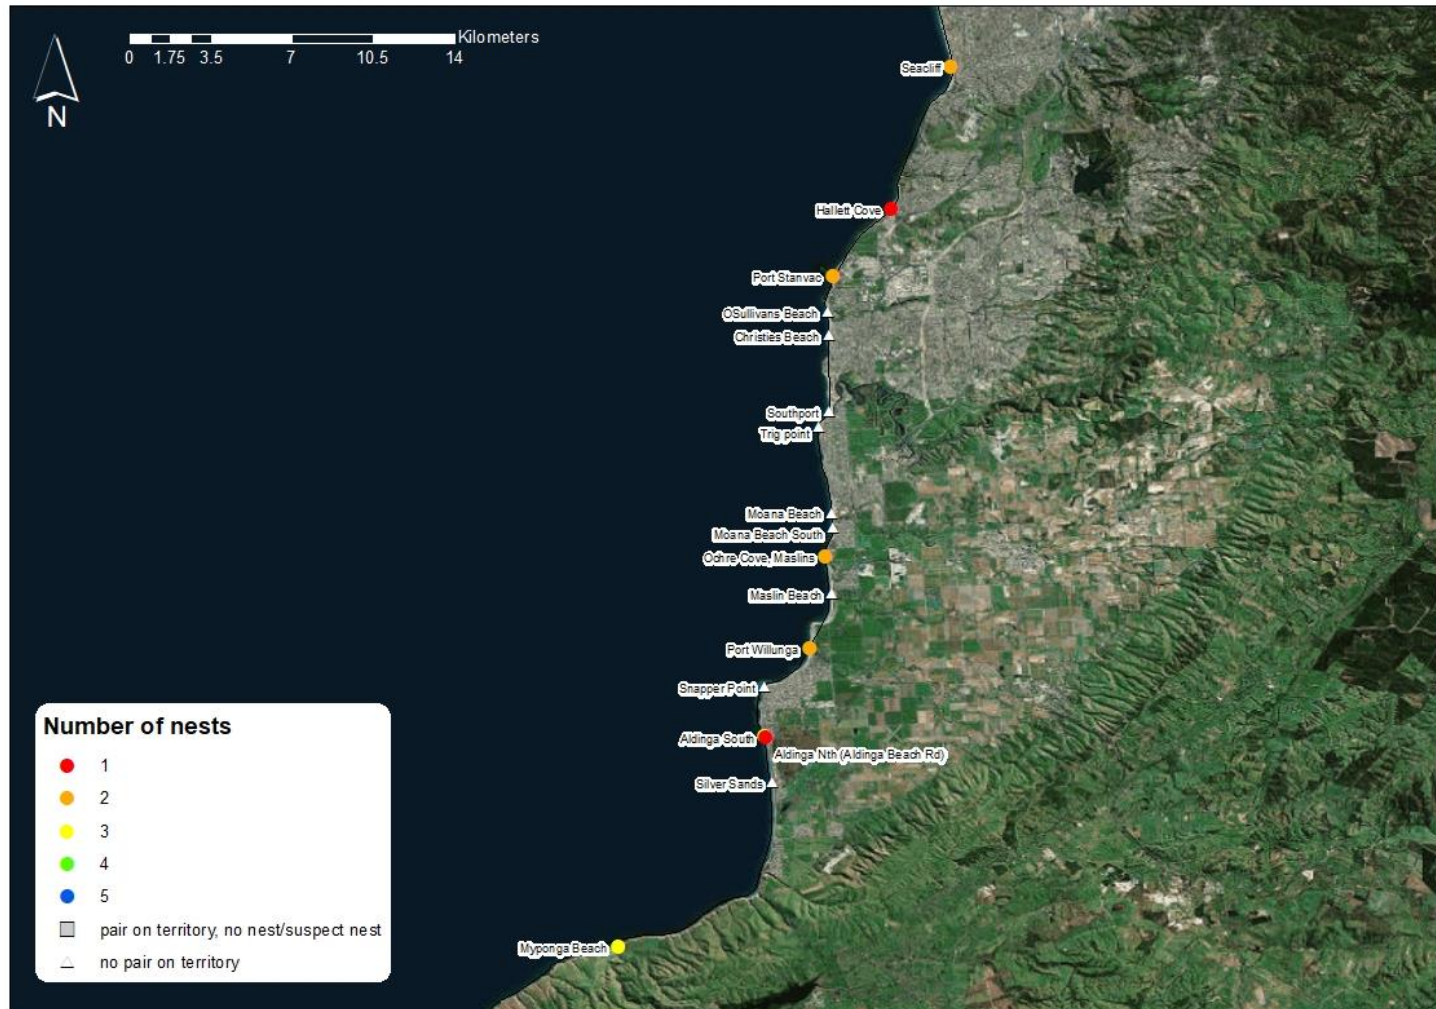 Kilometers
0 1.75 3.5 7 10.5 14
N
Seacliff
Hallett Cove
Port Stanvac
OSullivans Beach
Christies Beach
Southport
Trig point
Moana Beach
Moana Beach South
Ochre Cove, Maslins
Maslin Beach
Port Willunga
Snapper Point
Aldinga South
Aldinga Nth (Aldinga Beach Rd)
Silver Sands
Myponga Beach
Number of nests
1
2
3
4
5
pair on territory, no nest/suspect nest
no pair on territory